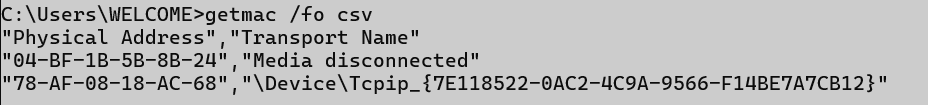 C:\Users\WELCOME>getmac /fo csv
"Physical Address","Transport Name"
"04-BF-1B-5B-8B-24","Media disconnected"
"78-AF-08-18-AC-68","\Device\Tcpip_{7E118522-0AC2-4C9A-9566-F14BE7A7CB12}"